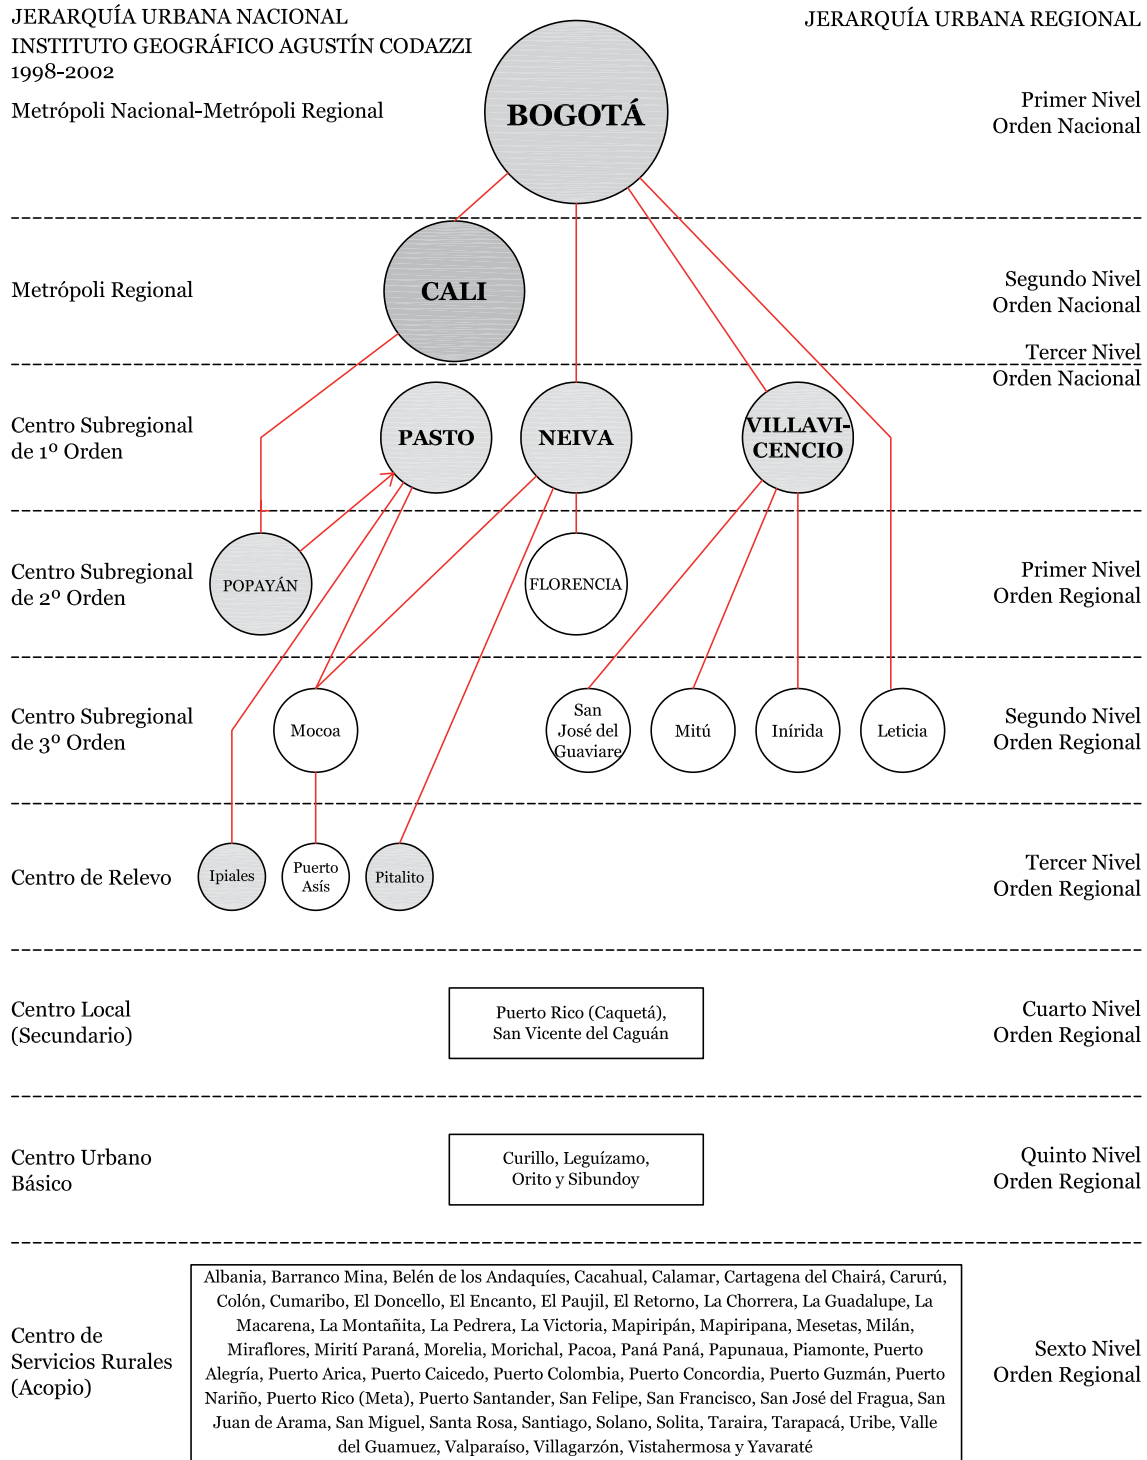 JERARQUÍA URBANA NACIONAL
INSTITUTO GEOGRÁFICO AGUSTÍN CODAZZI
1998-2002
JERARQUÍA URBANA REGIONAL
Metrópoli Nacional-Metrópoli Regional
BOGOTÁ
Primer Nivel
Orden Nacional
Metrópoli Regional
CALI
Segundo Nivel
Orden Nacional
Tercer Nivel
Orden Nacional
Centro Subregional
de 1º Orden
PASTO
NEIVA
VILLAVI-
CENCIO
Centro Subregional
de 2º Orden
POPAYÁN
FLORENCIA
Primer Nivel
Orden Regional
Centro Subregional
de 3º Orden
Mocoa
San
José del
Guaviare
Mitú
Inírida
Leticia
Segundo Nivel
Orden Regional
Centro de Relevo
Ipiales
Puerto
Asís
Pitalito
Tercer Nivel
Orden Regional
Centro Local
(Secundario)
Puerto Rico (Caquetá),
San Vicente del Caguán
Cuarto Nivel
Orden Regional
Centro Urbano
Básico
Curillo, Leguízamo,
Orito y Sibundoy
Quinto Nivel
Orden Regional
Centro de
Servicios Rurales
(Acopio)
Albania, Barranco Mina, Belén de los Andaquíes, Cacahual, Calamar, Cartagena del Chairá, Carurú,
Colón, Cumaribo, El Doncello, El Encanto, El Paujil, El Retorno, La Chorrera, La Guadalupe, La
Macarena, La Montañita, La Pedrera, La Victoria, Mapiripán, Mapiripana, Mesetas, Milán,
Miraflores, Mirití Paraná, Morelia, Morichal, Pacoa, Paná Paná, Papunaua, Piamonte, Puerto
Alegría, Puerto Arica, Puerto Caicedo, Puerto Colombia, Puerto Concordia, Puerto Guzmán, Puerto
Nariño, Puerto Rico (Meta), Puerto Santander, San Felipe, San Francisco, San José del Fragua, San
Juan de Arama, San Miguel, Santa Rosa, Santiago, Solano, Solita, Taraira, Tarapacá, Uribe, Valle
del Guamuez, Valparaíso, Villagarzón, Vistahermosa y Yavaraté
Sexto Nivel
Orden Regional